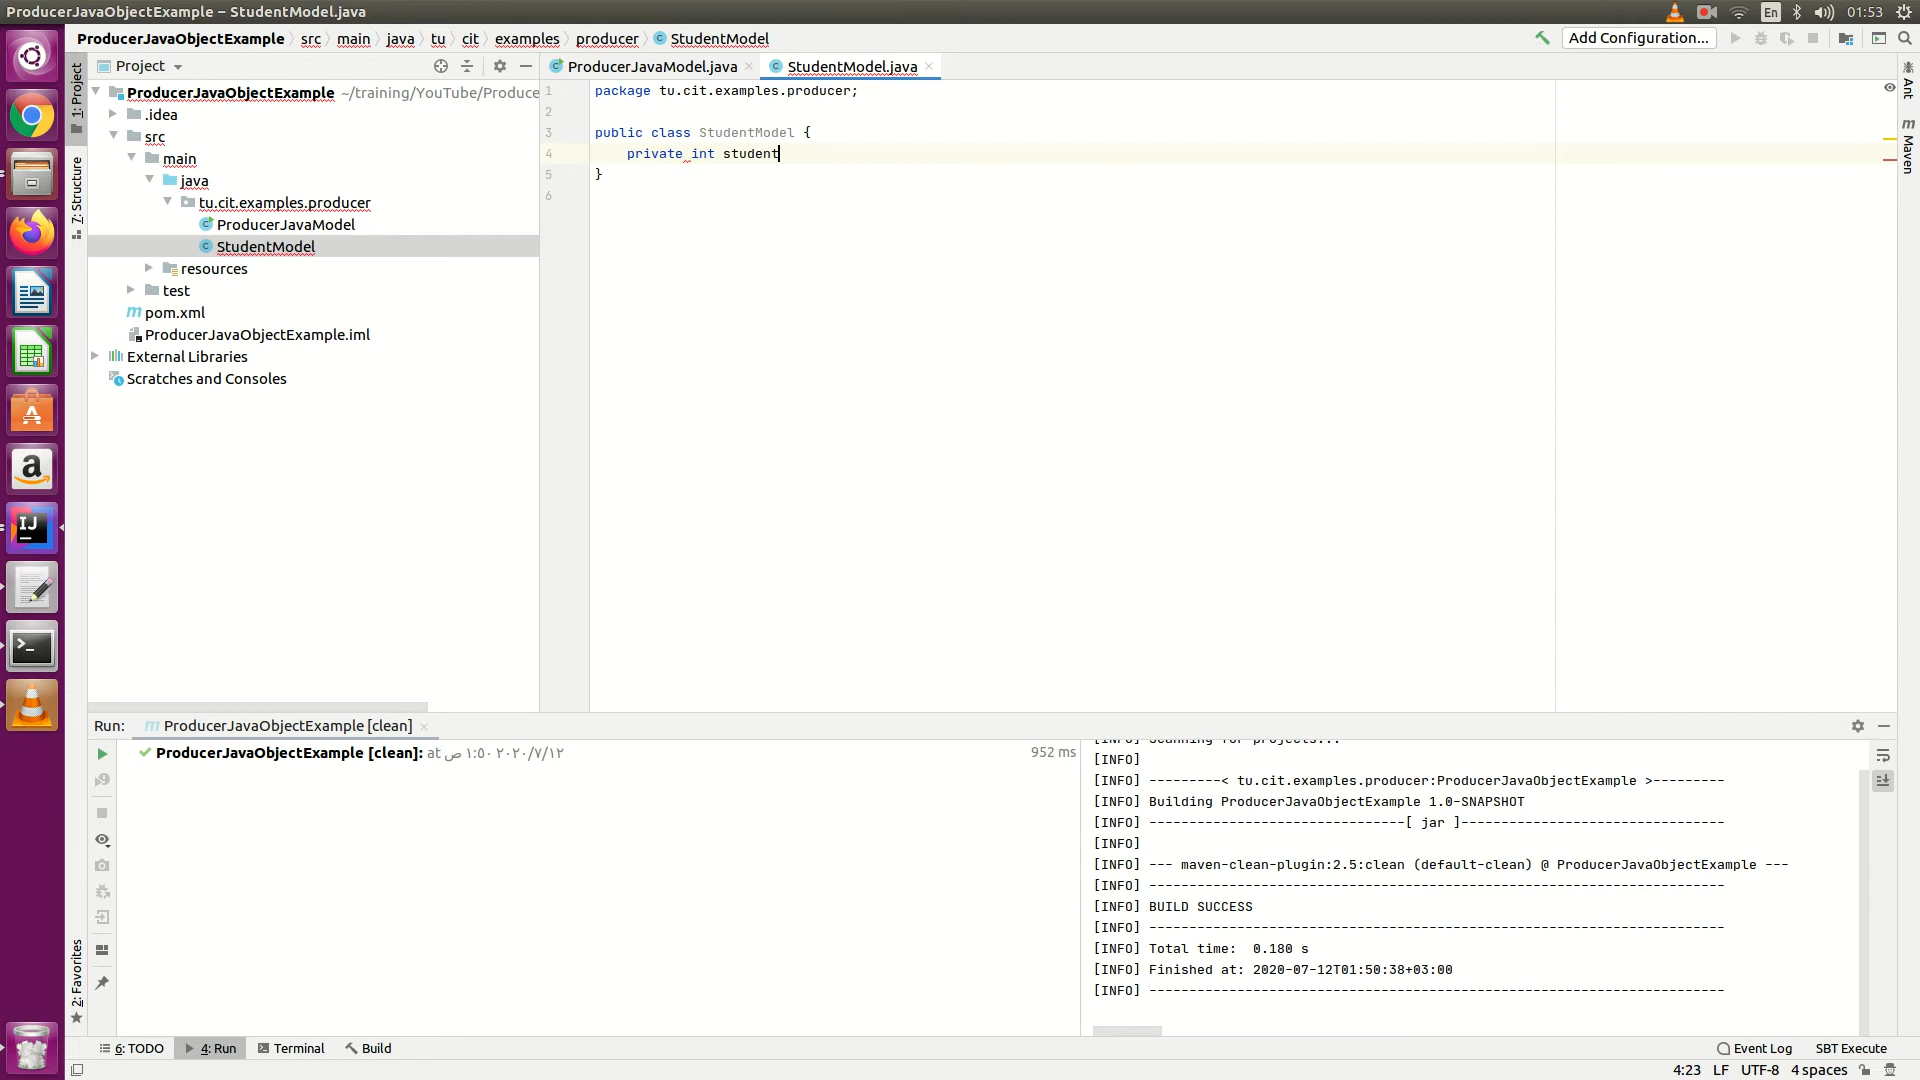 ProducerJavaObjectExample – StudentModel.java
En
01:53
ProducerJavaObjectExample src main java tu cit examples producer StudentModel
Add Configuration...
1: Project
7: Structure
2: Favorites
Project
ProducerJavaObjectExample ~/training/YouTube/Produce
.idea
src
main
java
tu.cit.examples.producer
ProducerJavaModel
StudentModel
resources
test
pom.xml
ProducerJavaObjectExample.iml
External Libraries
Scratches and Consoles
ProducerJavaModel.java
StudentModel.java
1 package tu.cit.examples.producer;
2
3 public class StudentModel {
4 private int student
5 }
6
Ant
Maven
Run: ProducerJavaObjectExample [clean]
ProducerJavaObjectExample [clean]: at ٢٠٢٠/٧/١٢ ١:٥٠ ص
952 ms
[INFO] Scanning for projects...
[INFO]
[INFO] ---------< tu.cit.examples.producer:ProducerJavaObjectExample >---------
[INFO] Building ProducerJavaObjectExample 1.0-SNAPSHOT
[INFO] --------------------------------[ jar ]---------------------------------
[INFO]
[INFO] --- maven-clean-plugin:2.5:clean (default-clean) @ ProducerJavaObjectExample ---
[INFO] ------------------------------------------------------------------------
[INFO] BUILD SUCCESS
[INFO] ------------------------------------------------------------------------
[INFO] Total time:  0.180 s
[INFO] Finished at: 2020-07-12T01:50:38+03:00
[INFO] ------------------------------------------------------------------------
6: TODO
4: Run
Terminal
Build
Event Log
SBT Execute
4:23 LF UTF-8 4 spaces